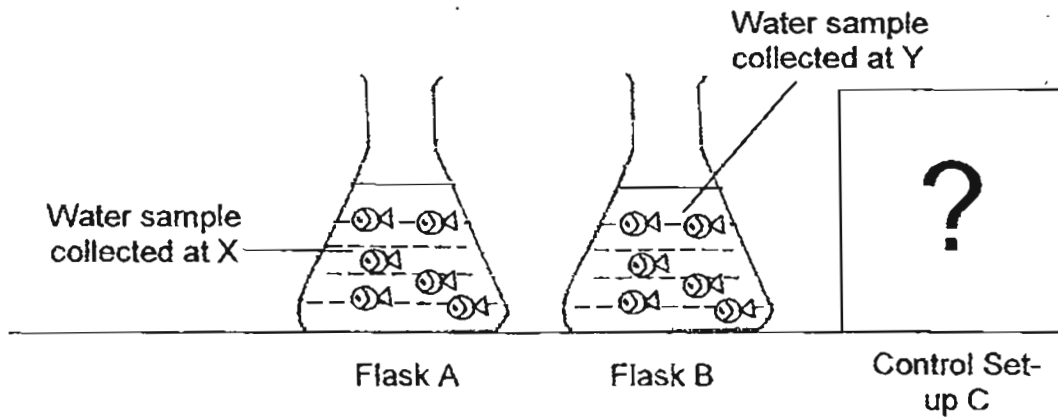 Water sample
collected at Y
Water sample
collected at X
?
Flask A
Flask B
Control Set-
up C